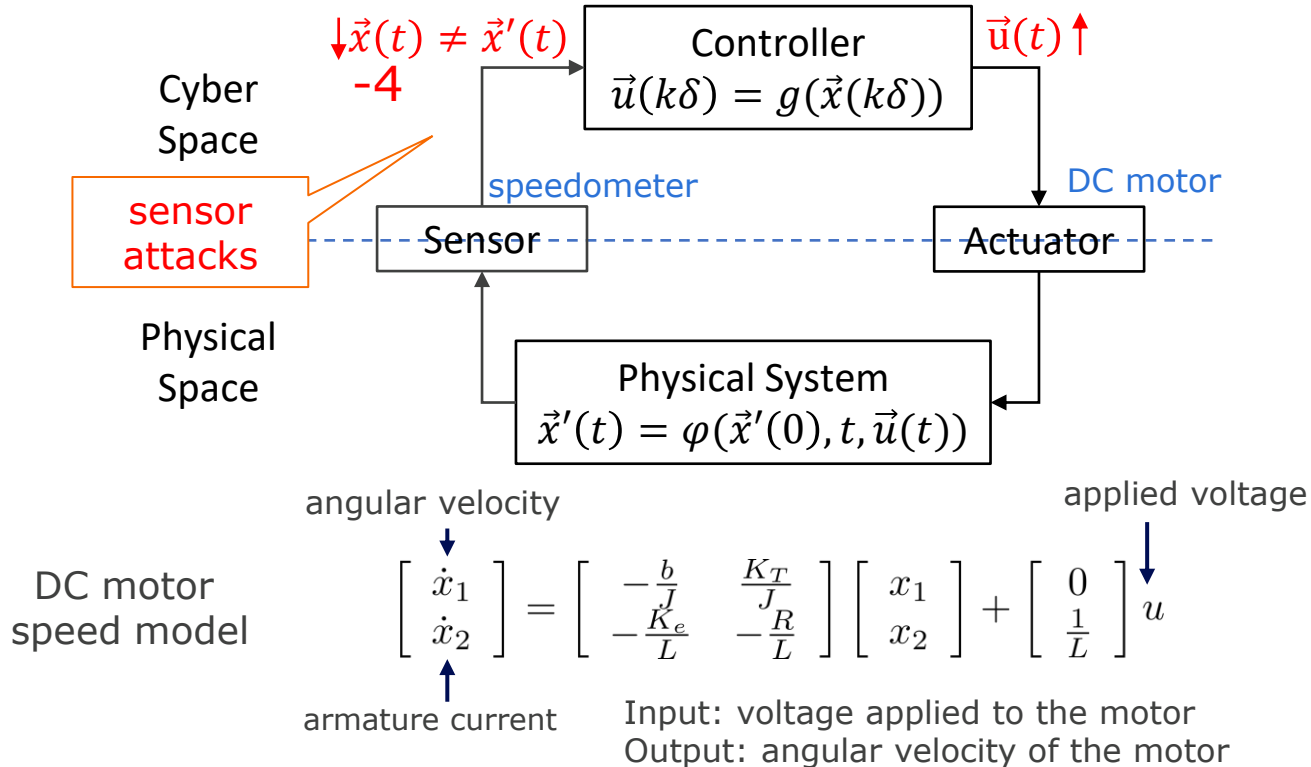 ↓x⃗(t) ≠ x⃗′(t)
-4
Controller
u⃗(kδ) = g(x⃗(kδ))
u⃗(t)↑
Cyber
Space
sensor
attacks
speedometer
DC motor
Sensor
Actuator
Physical
Space
Physical System
x⃗′(t) = φ(x⃗′(0), t, u⃗(t))
angular velocity
applied voltage
DC motor
speed model
[ẋ₁ ẋ₂] = [-b/J K_T/J -K_e/L -R/L] [x₁ x₂] + [0 1/L] u
armature current
Input: voltage applied to the motor
Output: angular velocity of the motor